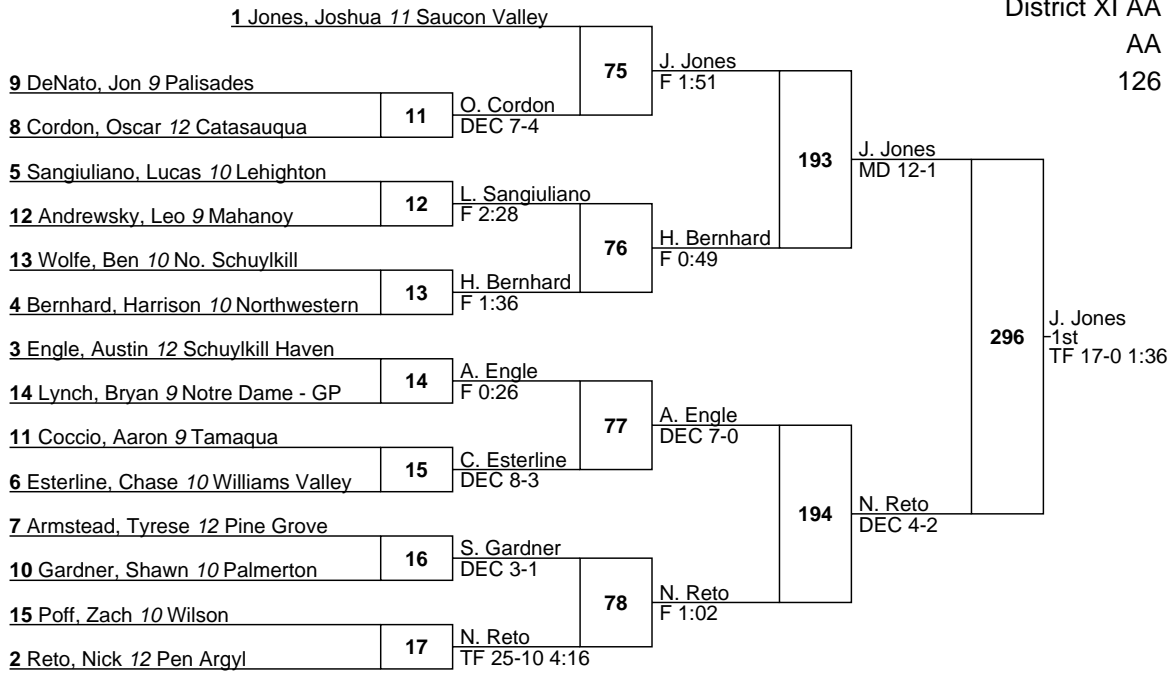 District XI AA
AA
126
1 Jones, Joshua 11 Saucon Valley
9 DeNato, Jon 9 Palisades
8 Cordon, Oscar 12 Catasauqua
5 Sangiuliano, Lucas 10 Lehighton
12 Andrewsky, Leo 9 Mahanoy
13 Wolfe, Ben 10 No. Schuylkill
4 Bernhard, Harrison 10 Northwestern
3 Engle, Austin 12 Schuylkill Haven
14 Lynch, Bryan 9 Notre Dame - GP
11 Coccio, Aaron 9 Tamaqua
6 Esterline, Chase 10 Williams Valley
7 Armstead, Tyrese 12 Pine Grove
10 Gardner, Shawn 10 Palmerton
15 Poff, Zach 10 Wilson
2 Reto, Nick 12 Pen Argyl
11
O. Cordon
DEC 7-4
12
L. Sangiuliano
F 2:28
13
H. Bernhard
F 1:36
14
A. Engle
F 0:26
15
C. Esterline
DEC 8-3
16
S. Gardner
DEC 3-1
17
N. Reto
TF 25-10 4:16
75
J. Jones
F 1:51
76
H. Bernhard
F 0:49
77
A. Engle
DEC 7-0
78
N. Reto
F 1:02
193
J. Jones
MD 12-1
194
N. Reto
DEC 4-2
296
J. Jones
1st
TF 17-0 1:36